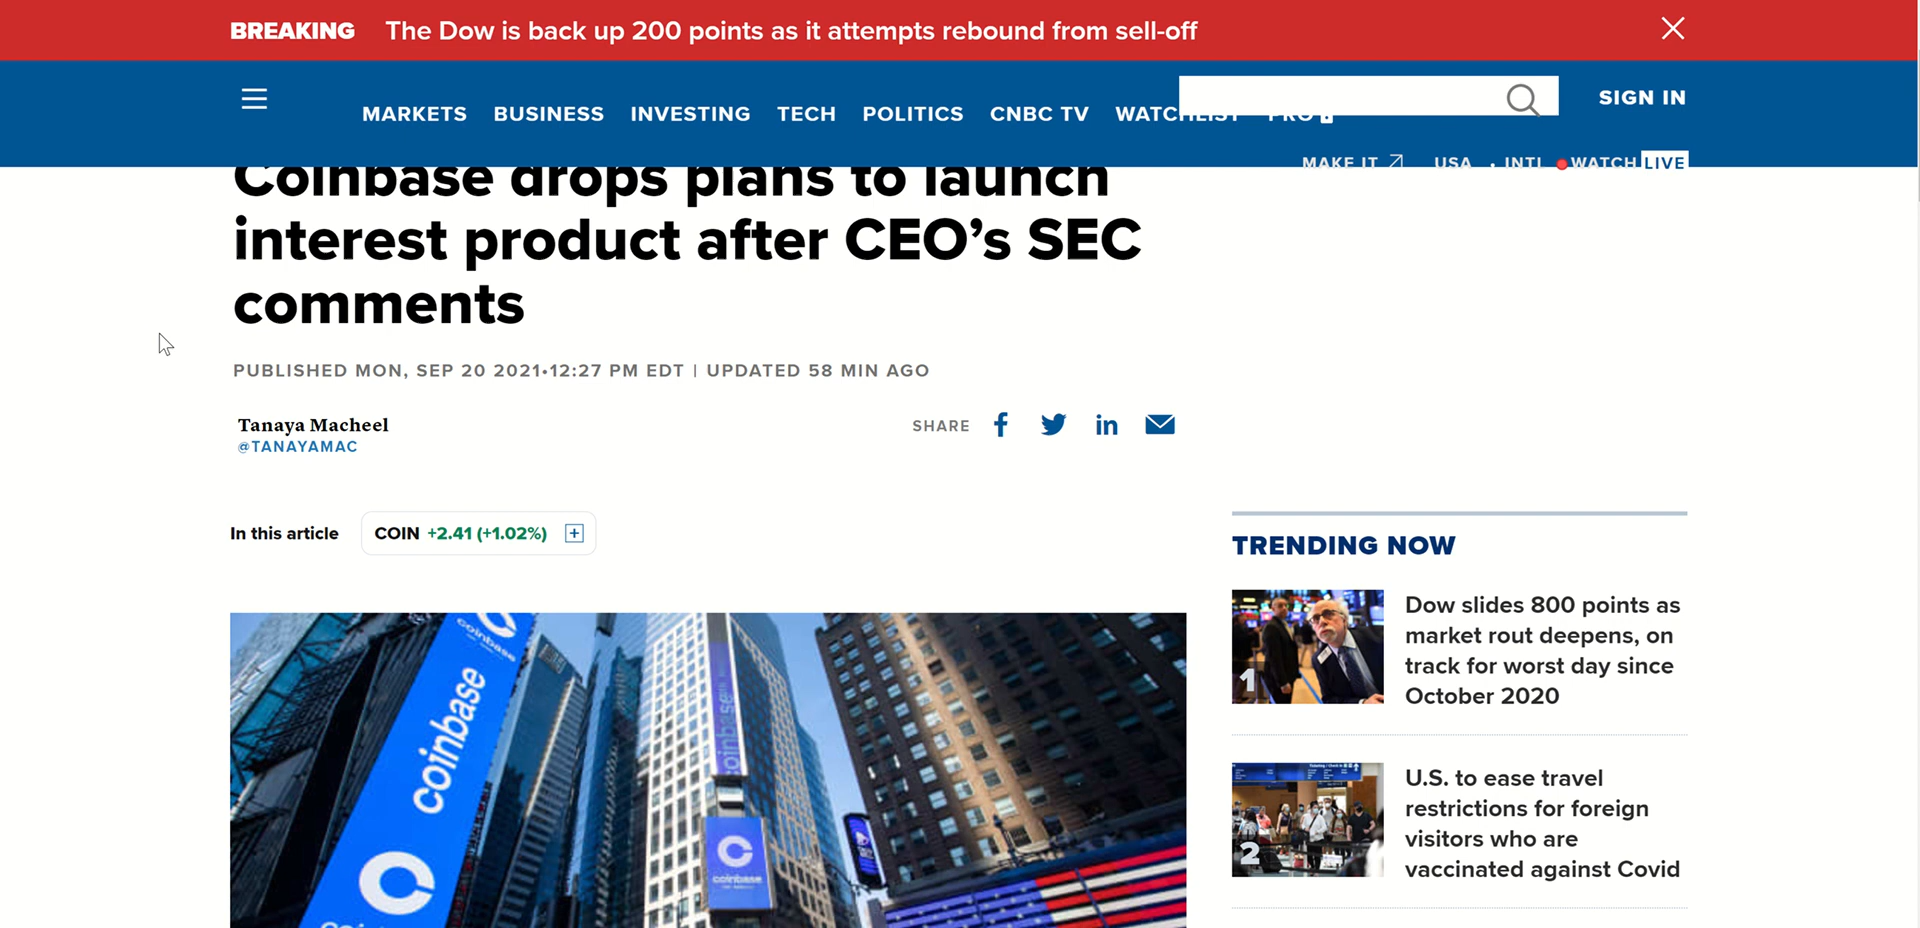 BREAKING The Dow is back up 200 points as it attempts rebound from sell-off
SIGN IN
MARKETS BUSINESS INVESTING TECH POLITICS CNBC TV WATCHLIST PRO
MAKE IT USA • INTL WATCH LIVE
Coinbase drops plans to launch
interest product after CEO’s SEC
comments
PUBLISHED MON, SEP 20 2021•12:27 PM EDT | UPDATED 58 MIN AGO
Tanaya Macheel
@TANAYAMAC
SHARE
In this article COIN +2.41 (+1.02%)
coinbase
coinbase
coinbase
coinbase
TRENDING NOW
1
Dow slides 800 points as
market rout deepens, on
track for worst day since
October 2020
2
U.S. to ease travel
restrictions for foreign
visitors who are
vaccinated against Covid